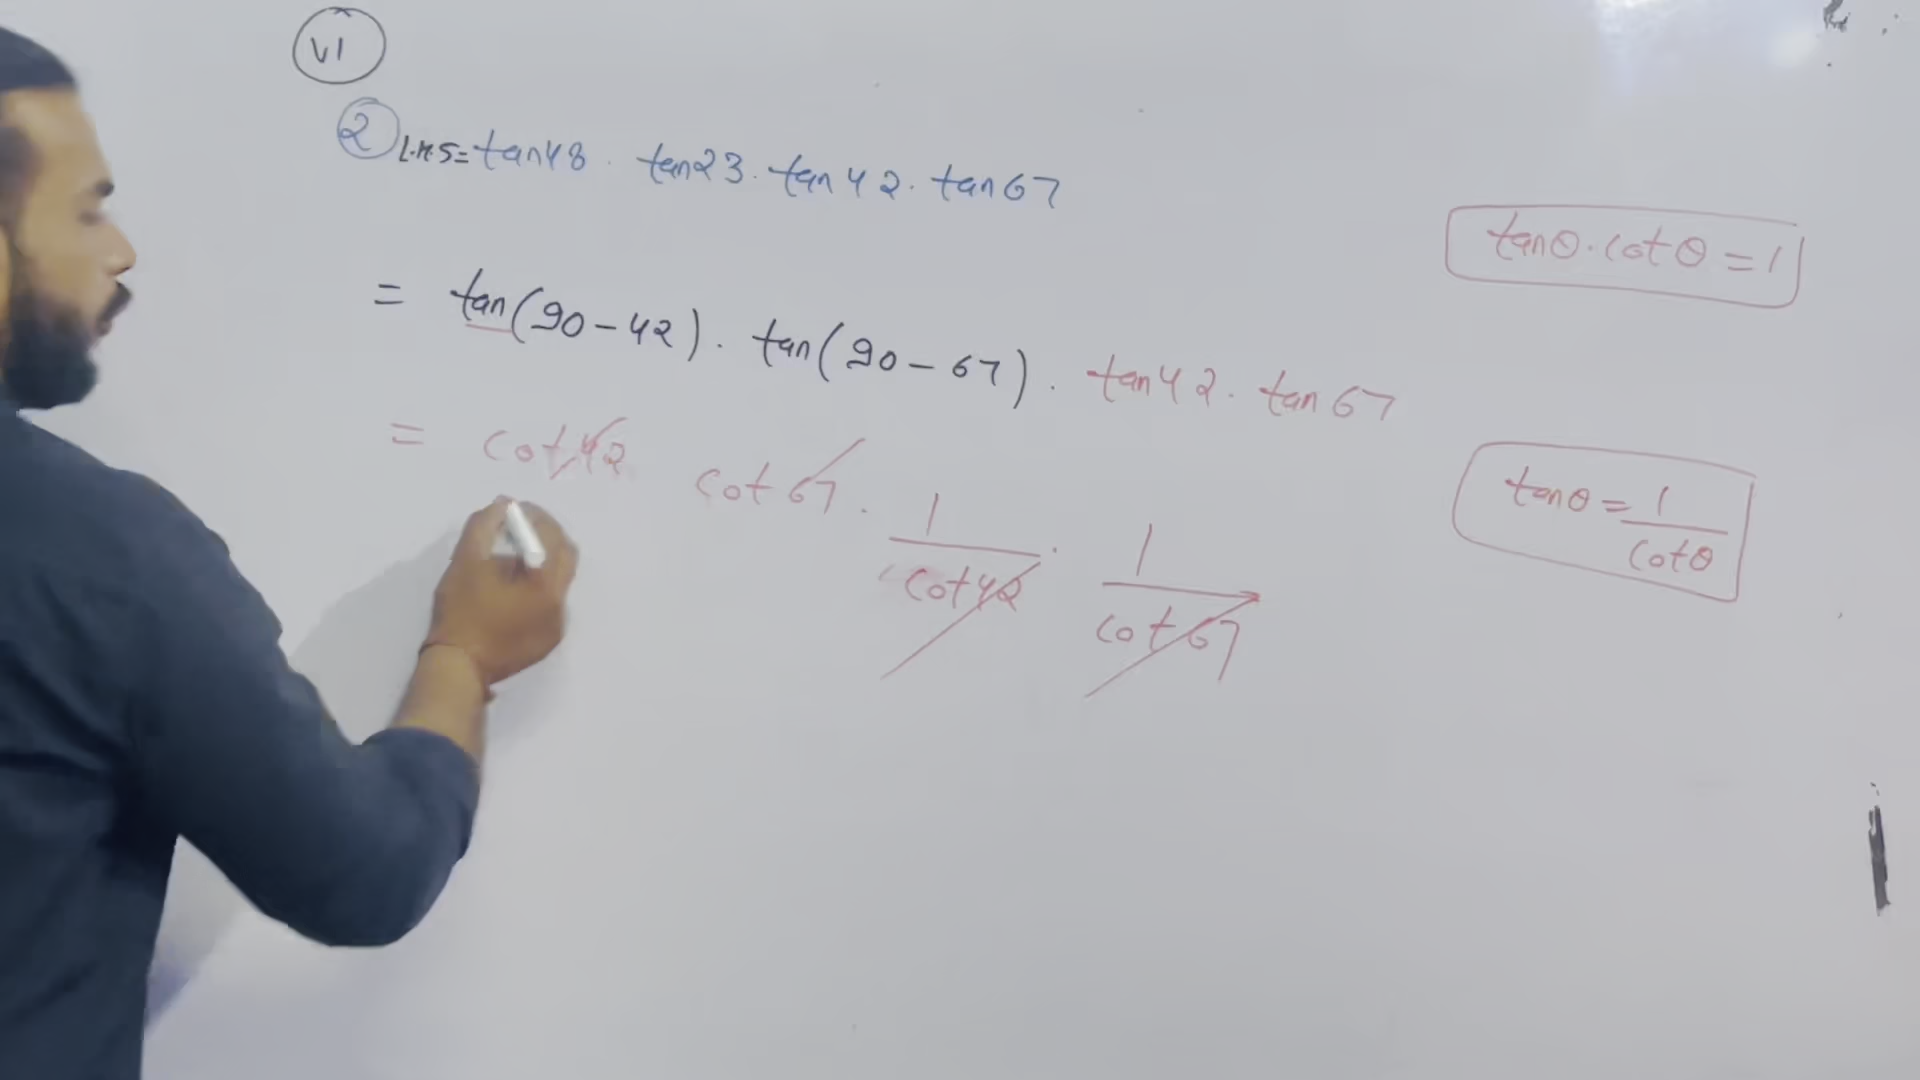 VI
2 L.H.S = tan48 . tan23 . tan42 . tan67
tanθ . cotθ = 1
= tan(90-42) . tan(90-67) . tan42 . tan67
= cot42 cot67 . 1/cot42 . 1/cot67
tanθ = 1/cotθ